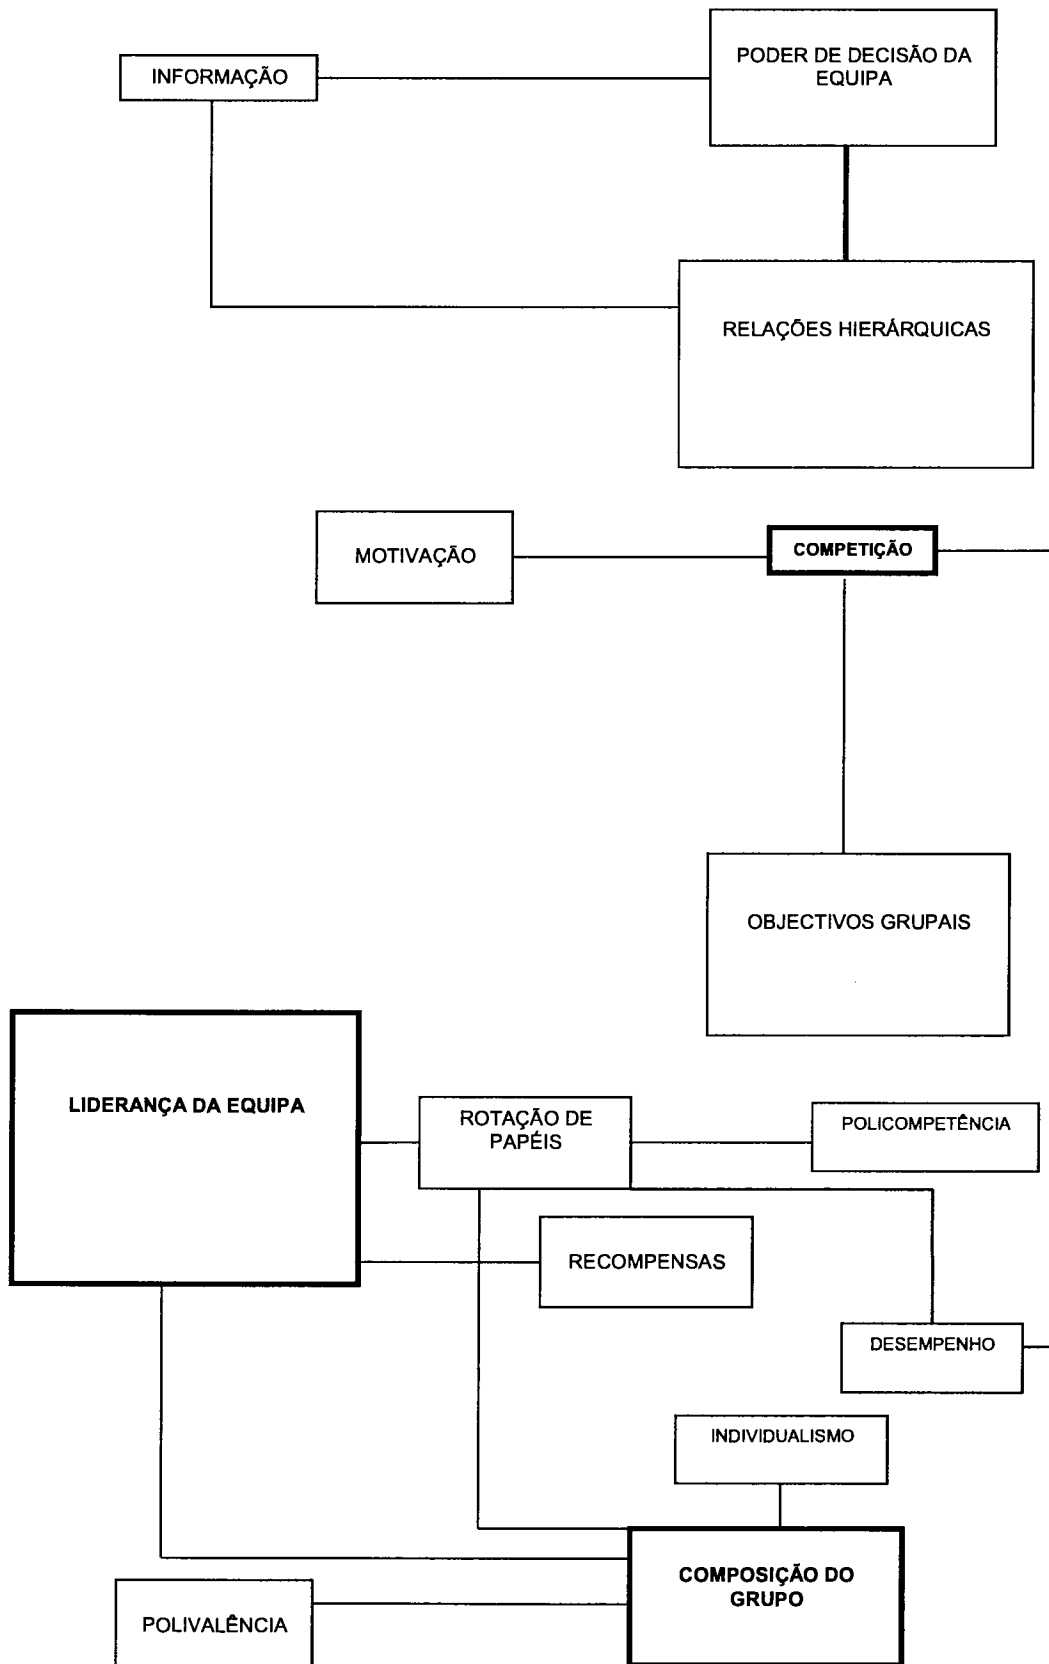 INFORMAÇÃO
PODER DE DECISÃO DA
EQUIPA
RELAÇÕES HIERÁRQUICAS
MOTIVAÇÃO
COMPETIÇÃO
OBJECTIVOS GRUPAIS
LIDERANÇA DA EQUIPA
ROTAÇÃO DE
PAPÉIS
POLICOMPETÊNCIA
RECOMPENSAS
DESEMPENHO
INDIVIDUALISMO
COMPOSIÇÃO DO
GRUPO
POLIVALÊNCIA